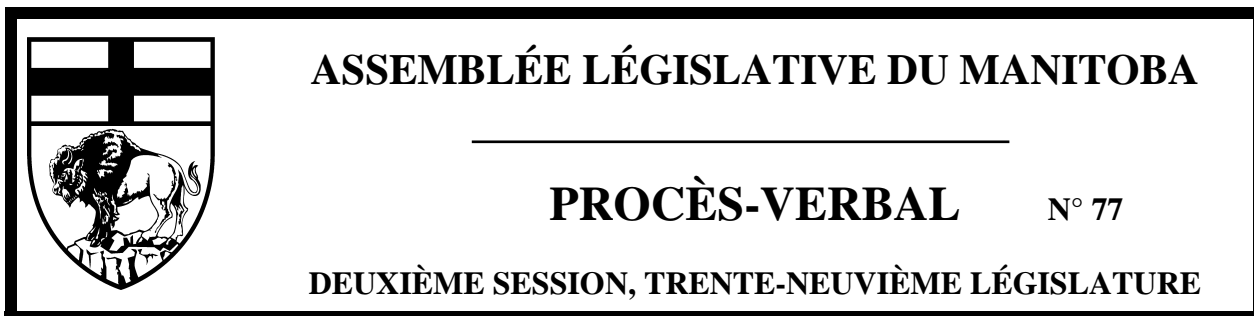 ASSEMBLÉE LÉGISLATIVE DU MANITOBA
PROCÈS-VERBAL N° 77
DEUXIÈME SESSION, TRENTE-NEUVIÈME LÉGISLATURE